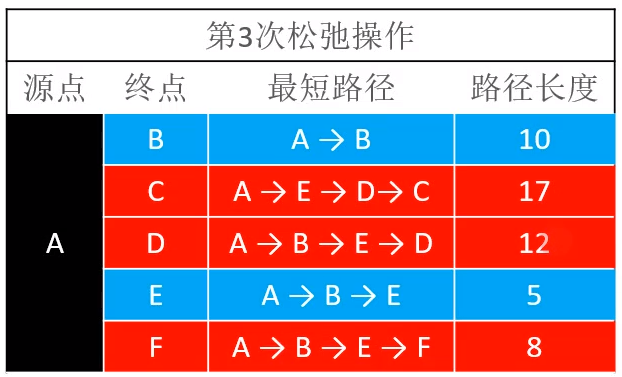 第3次松弛操作
源点 终点 最短路径 路径长度
B A → B 10
C A → E → D → C 17
A D A → B → E → D 12
E A → B → E 5
F A → B → E → F 8